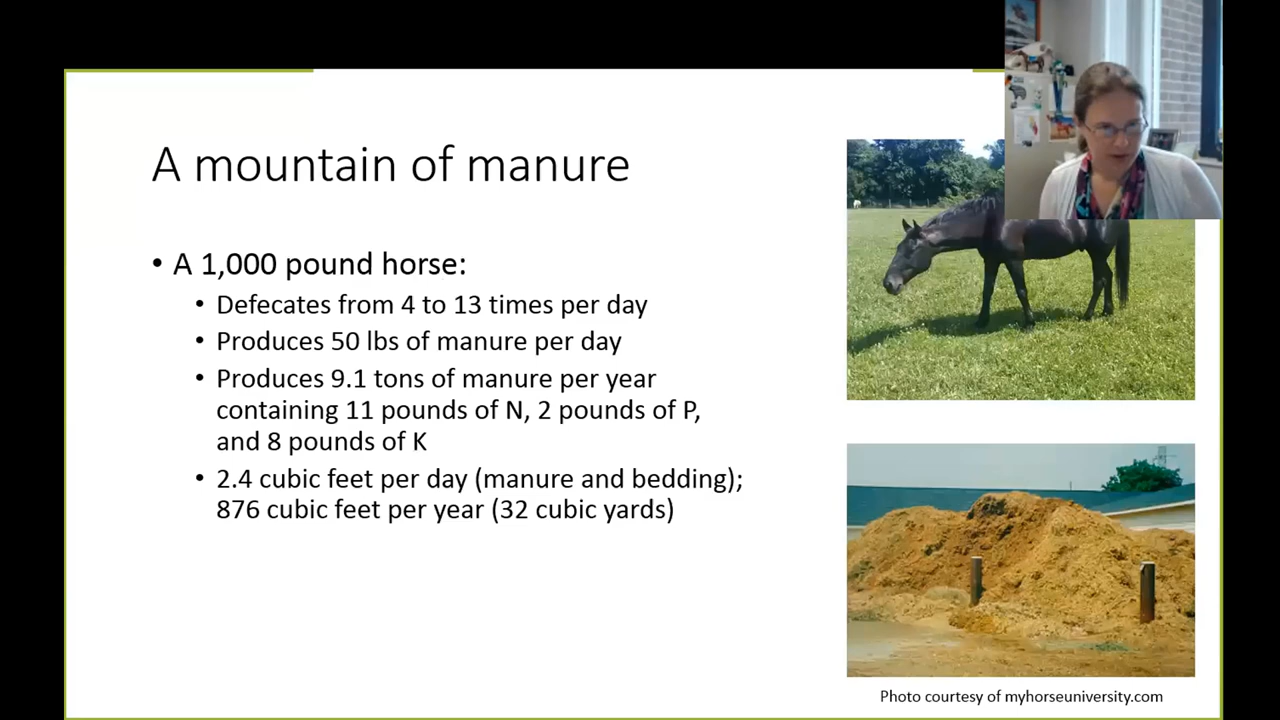 A mountain of manure
• A 1,000 pound horse:
• Defecates from 4 to 13 times per day
• Produces 50 lbs of manure per day
• Produces 9.1 tons of manure per year
containing 11 pounds of N, 2 pounds of P,
and 8 pounds of K
• 2.4 cubic feet per day (manure and bedding);
876 cubic feet per year (32 cubic yards)
Photo courtesy of myhorseuniversity.com